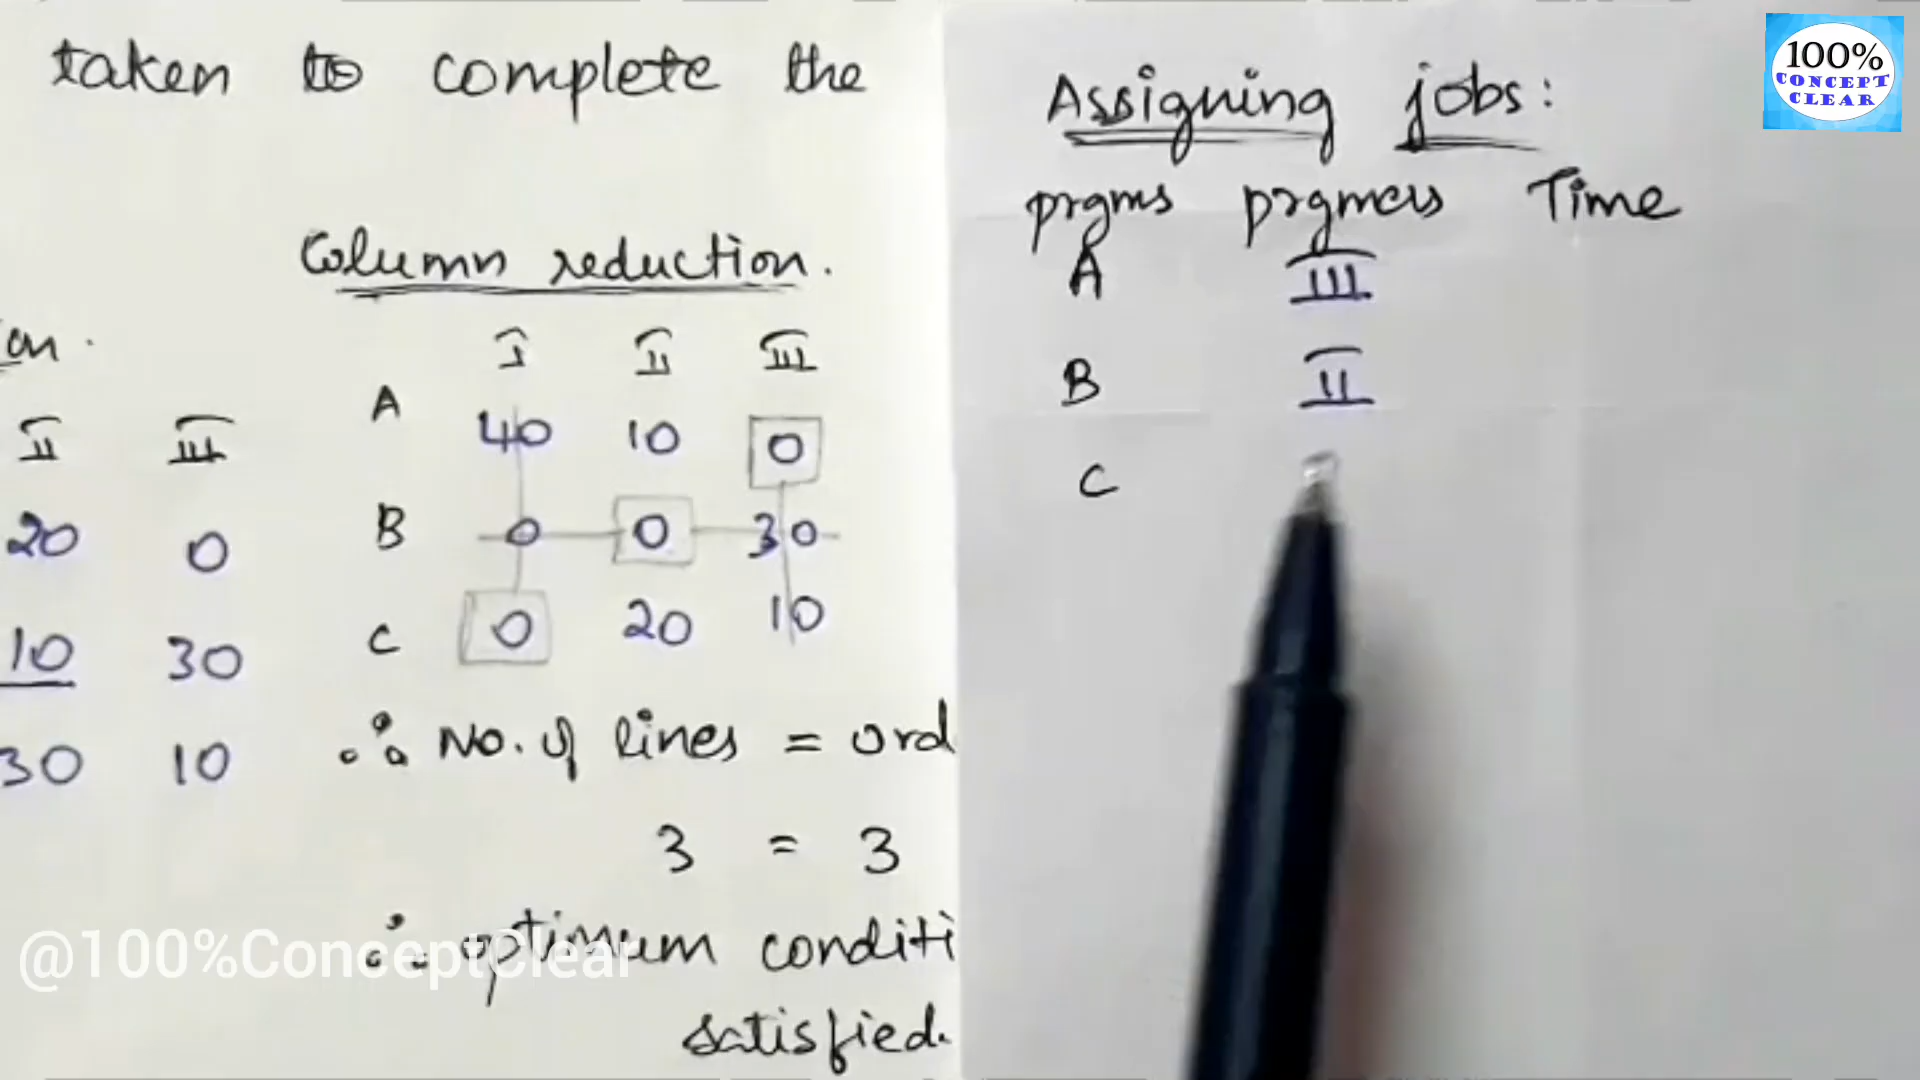 taken to complete the
Column reduction.
on.
II III
20 0
10 30
30 10
I II III
A 40 10 0
B 0 0 30
C 0 20 10
∴ No. of lines = ord
3 = 3
∴ optimum conditi
satisfied.
Assigning jobs:
prgms prgmers Time
A III
B II
C
100%
CONCEPT
CLEAR
@100%ConceptClear